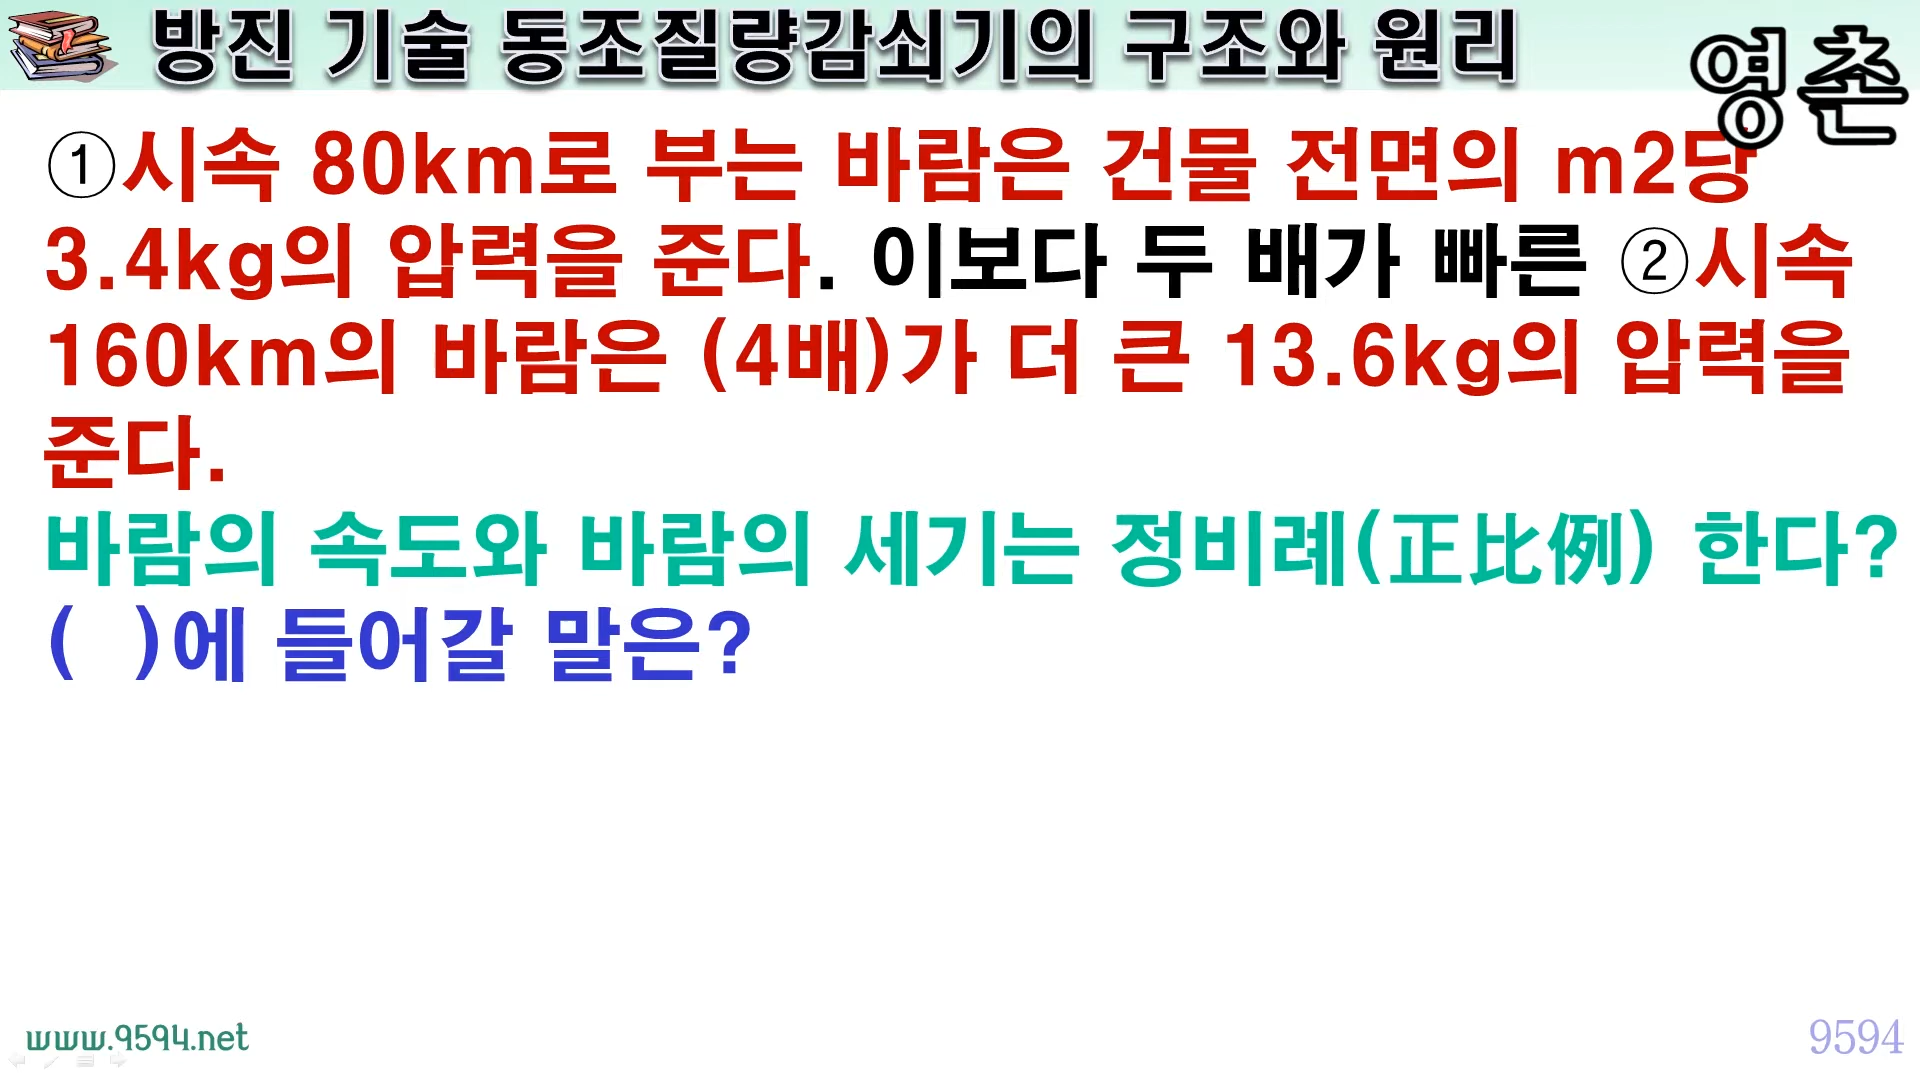 방진 기술 동조질량감쇠기의 구조와 원리
영촌
①시속 80km로 부는 바람은 건물 전면의 m2당
3.4kg의 압력을 준다. 이보다 두 배가 빠른 ②시속
160km의 바람은 (4배)가 더 큰 13.6kg의 압력을
준다.
바람의 속도와 바람의 세기는 정비례(正比例) 한다?
(  )에 들어갈 말은?
www.9594.net
9594